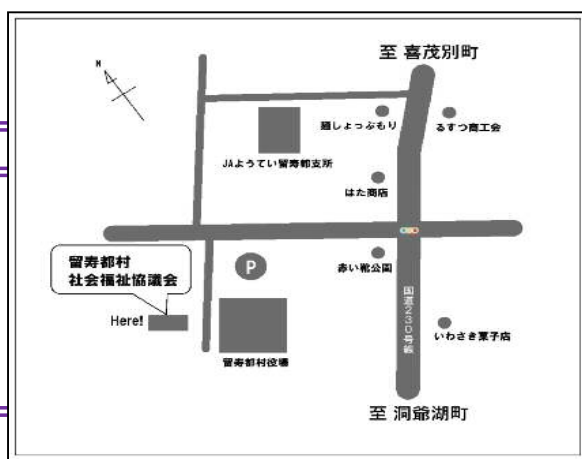 至 喜茂別町
N
麺しょっぷもり
るすつ商工会
JAようてい留寿都支所
はた商店
留寿都村
社会福祉協議会
P
赤い靴公園
Here!
国道230号線
いわさき菓子店
留寿都村役場
至 洞爺湖町